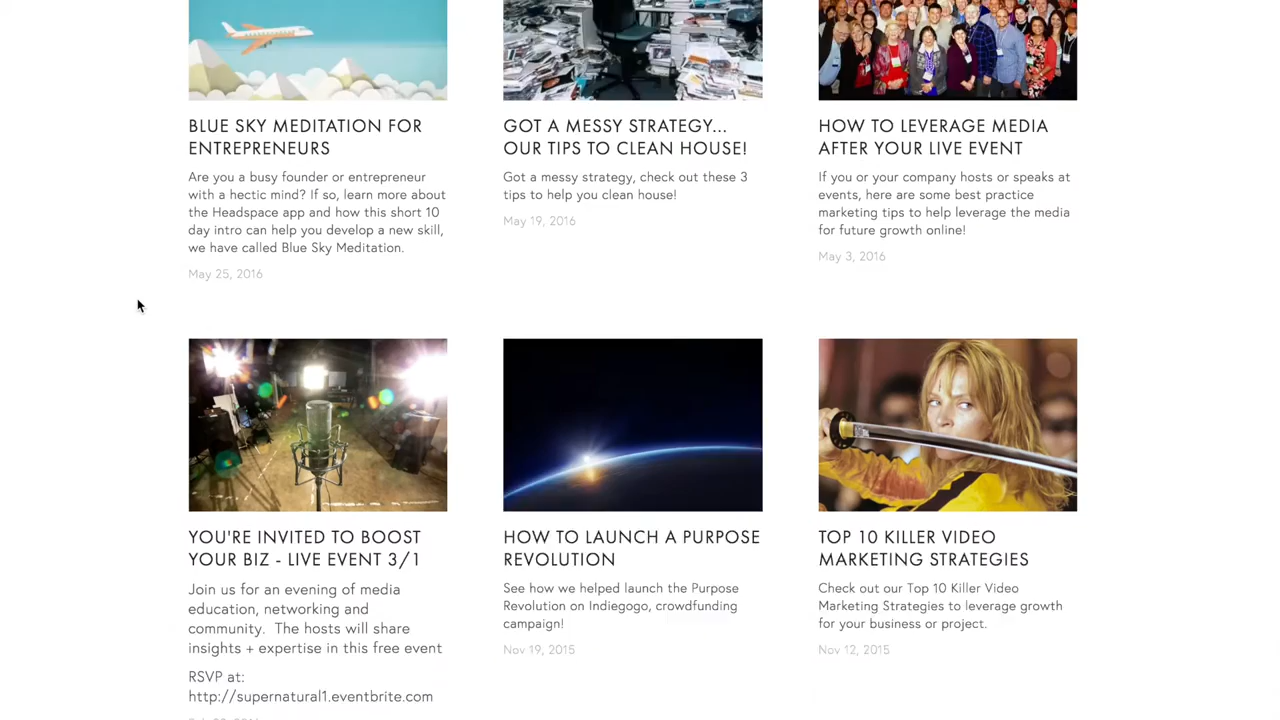 BLUE SKY MEDITATION FOR
ENTREPRENEURS
Are you a busy founder or entrepreneur
with a hectic mind? If so, learn more about
the Headspace app and how this short 10
day intro can help you develop a new skill,
we have called Blue Sky Meditation.
May 25, 2016
GOT A MESSY STRATEGY...
OUR TIPS TO CLEAN HOUSE!
Got a messy strategy, check out these 3
tips to help you clean house!
May 19, 2016
HOW TO LEVERAGE MEDIA
AFTER YOUR LIVE EVENT
If you or your company hosts or speaks at
events, here are some best practice
marketing tips to help leverage the media
for future growth online!
May 3, 2016
YOU'RE INVITED TO BOOST
YOUR BIZ - LIVE EVENT 3/1
Join us for an evening of media
education, networking and
community.  The hosts will share
insights + expertise in this free event
RSVP at:
http://supernatural1.eventbrite.com
HOW TO LAUNCH A PURPOSE
REVOLUTION
See how we helped launch the Purpose
Revolution on Indiegogo, crowdfunding
campaign!
Nov 19, 2015
TOP 10 KILLER VIDEO
MARKETING STRATEGIES
Check out our Top 10 Killer Video
Marketing Strategies to leverage growth
for your business or project.
Nov 12, 2015